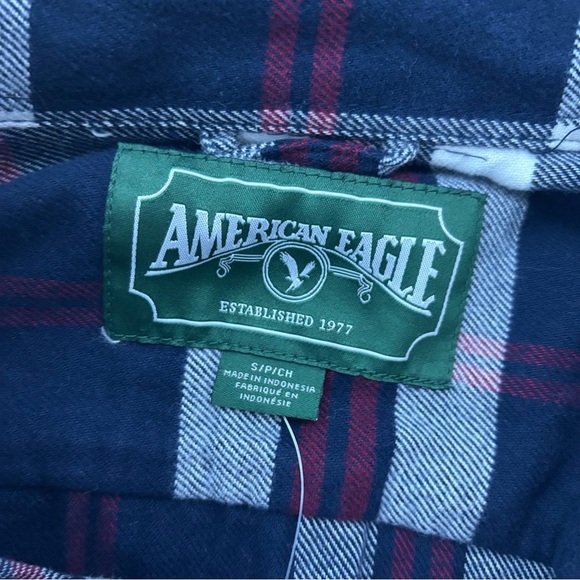 AMERICAN EAGLE
ESTABLISHED 1977
S/P/CH
MADE IN INDONESIA
FABRIQUÉ EN
INDONÉSIE